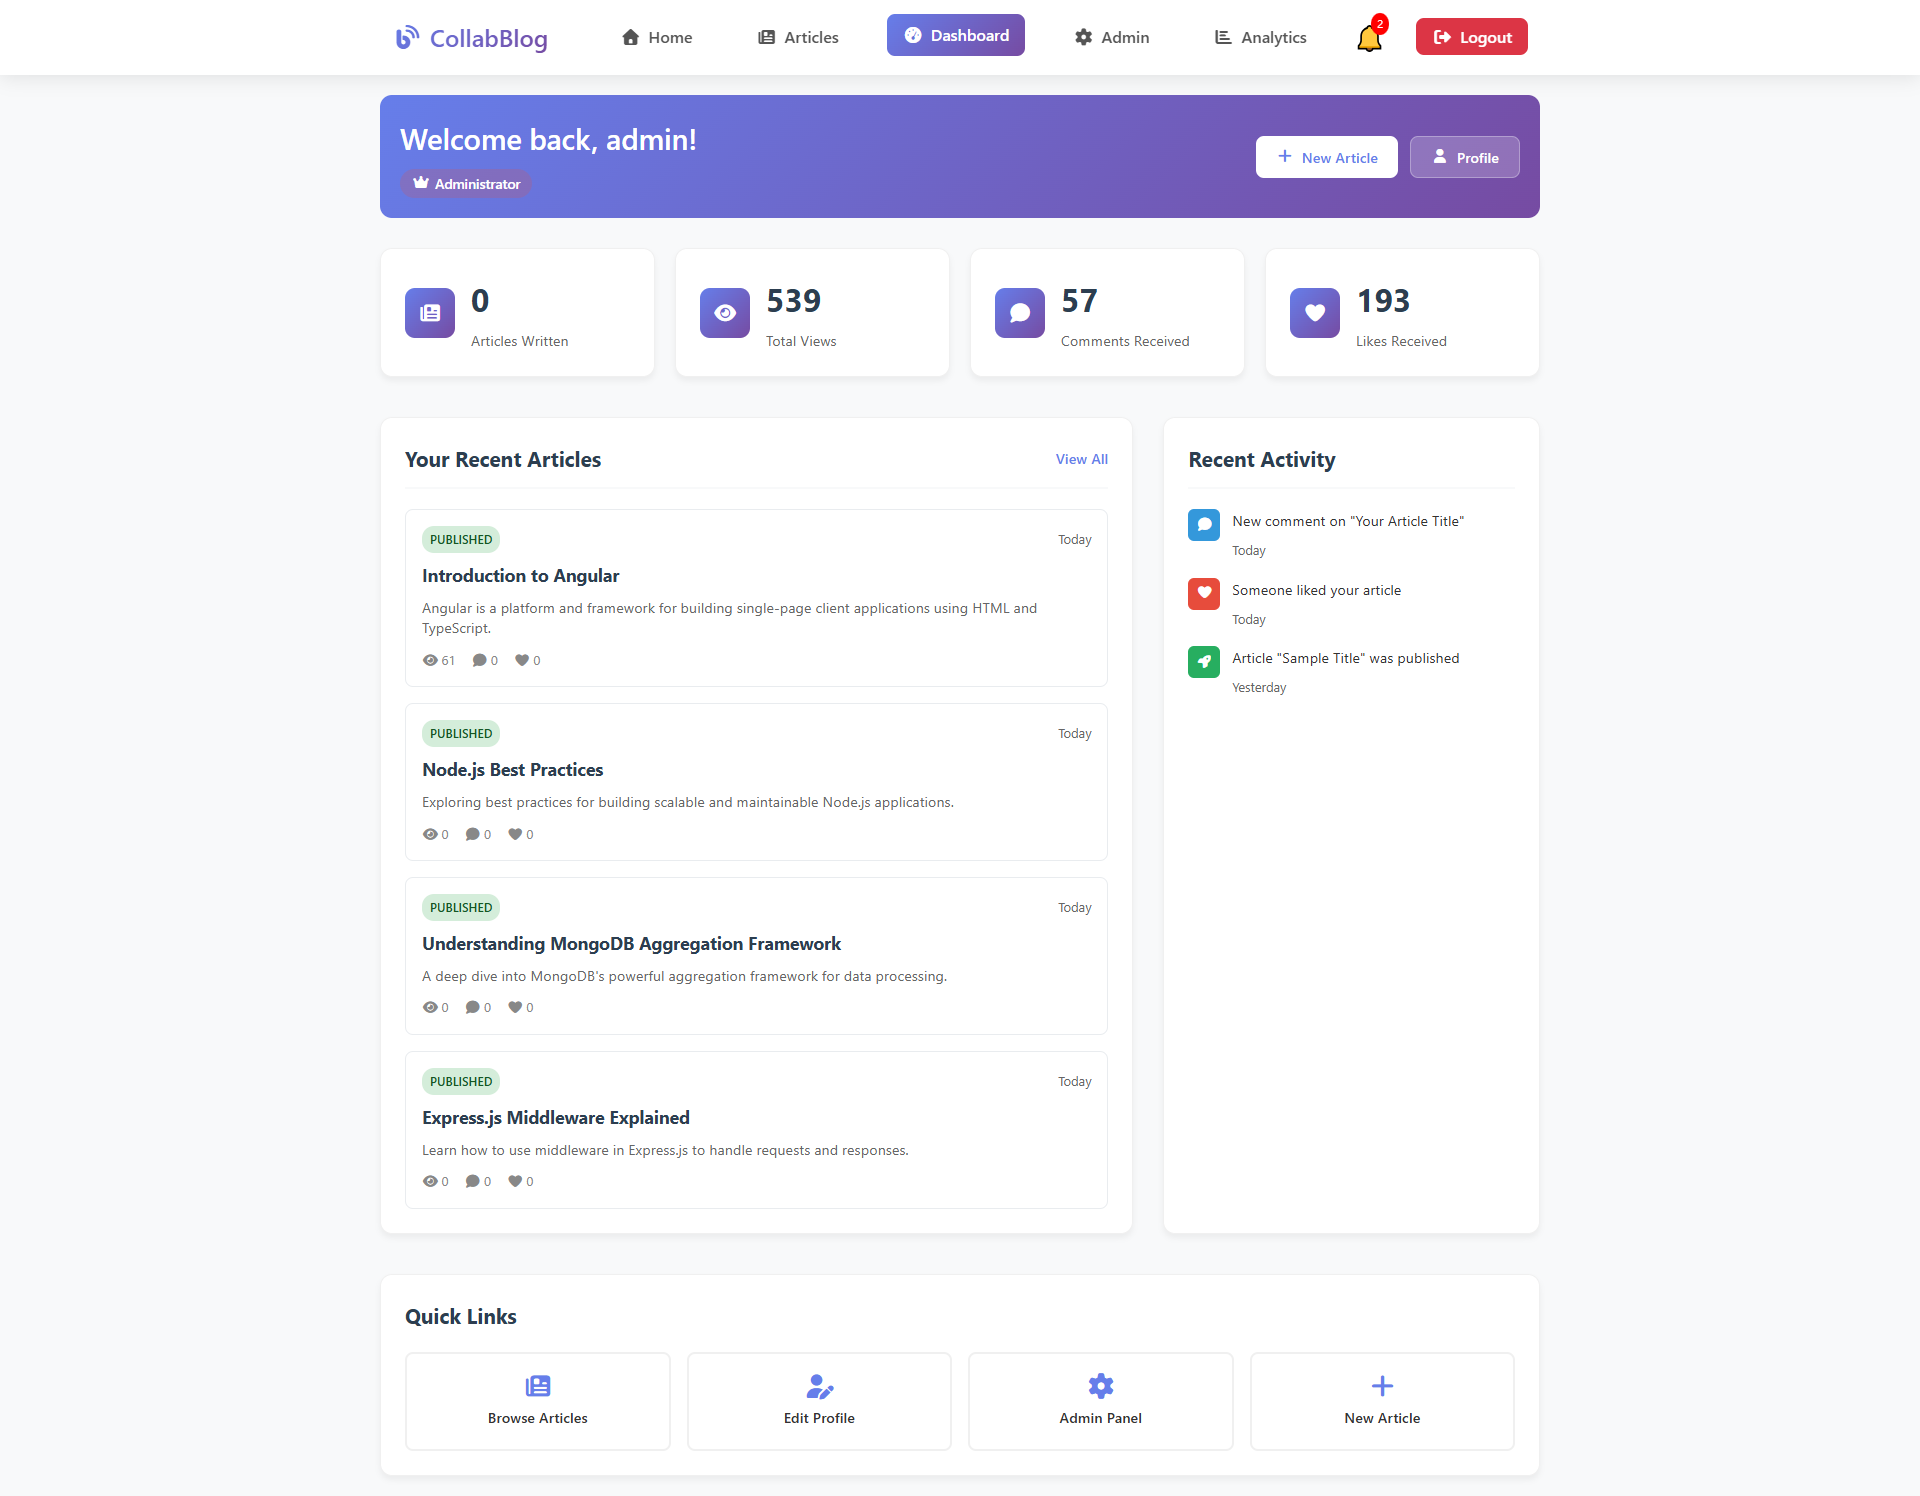 CollabBlog
Home
Articles
Dashboard
Admin
Analytics
2
Logout
Welcome back, admin!
Administrator
New Article
Profile
0
Articles Written
539
Total Views
57
Comments Received
193
Likes Received
Your Recent Articles
View All
PUBLISHED
Today
Introduction to Angular
Angular is a platform and framework for building single-page client applications using HTML and
TypeScript.
61 0 0
PUBLISHED
Today
Node.js Best Practices
Exploring best practices for building scalable and maintainable Node.js applications.
0 0 0
PUBLISHED
Today
Understanding MongoDB Aggregation Framework
A deep dive into MongoDB's powerful aggregation framework for data processing.
0 0 0
PUBLISHED
Today
Express.js Middleware Explained
Learn how to use middleware in Express.js to handle requests and responses.
0 0 0
Recent Activity
New comment on "Your Article Title"
Today
Someone liked your article
Today
Article "Sample Title" was published
Yesterday
Quick Links
Browse Articles
Edit Profile
Admin Panel
New Article